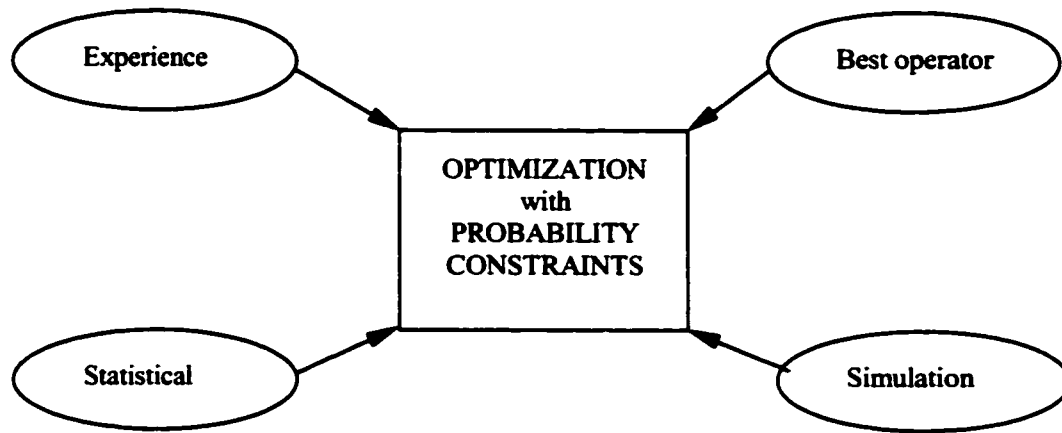 Experience
Best operator
OPTIMIZATION
with
PROBABILITY
CONSTRAINTS
Statistical
Simulation